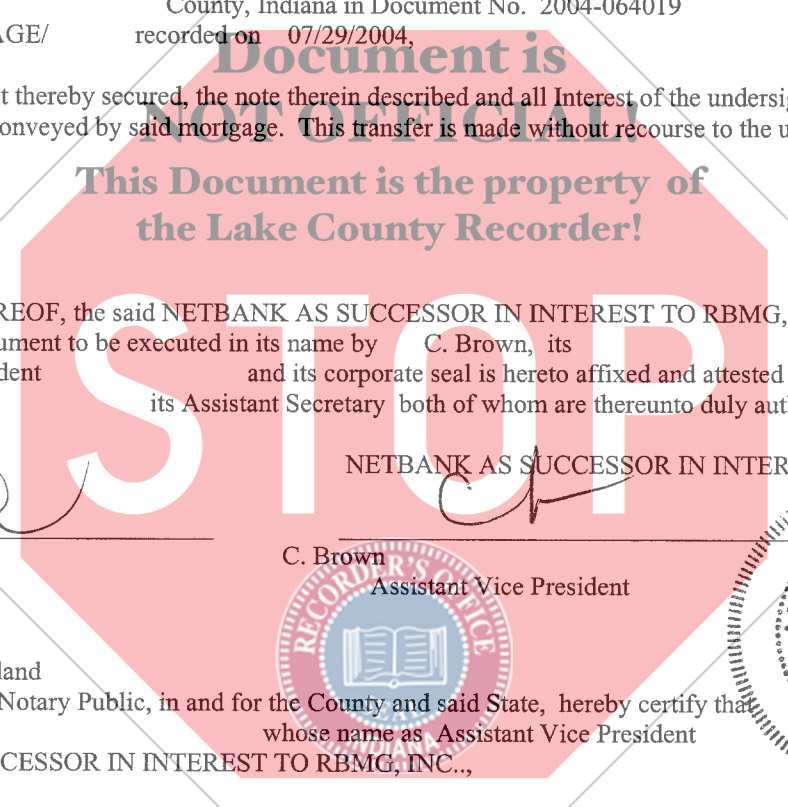 County, Indiana in Document No. 2004-064019
AGE/ recorded on 07/29/2004,
Document is
t thereby secured, the note therein described and all Interest of the undersig
NOT OFFICIAL!
onveyed by said mortgage. This transfer is made without recourse to the u
This Document is the property of
the Lake County Recorder!
STOP
REOF, the said NETBANK AS SUCCESSOR IN INTEREST TO RBMG,
ument to be executed in its name by C. Brown, its
dent and its corporate seal is hereto affixed and attested
its Assistant Secretary both of whom are thereunto duly auth
NETBANK AS SUCCESSOR IN INTER
C. Brown
Assistant Vice President
RECORDER'S OFFICE
SEAL
INDIANA
land
Notary Public, in and for the County and said State, hereby certify that
whose name as Assistant Vice President
CCESSOR IN INTEREST TO RBMG, INC..,